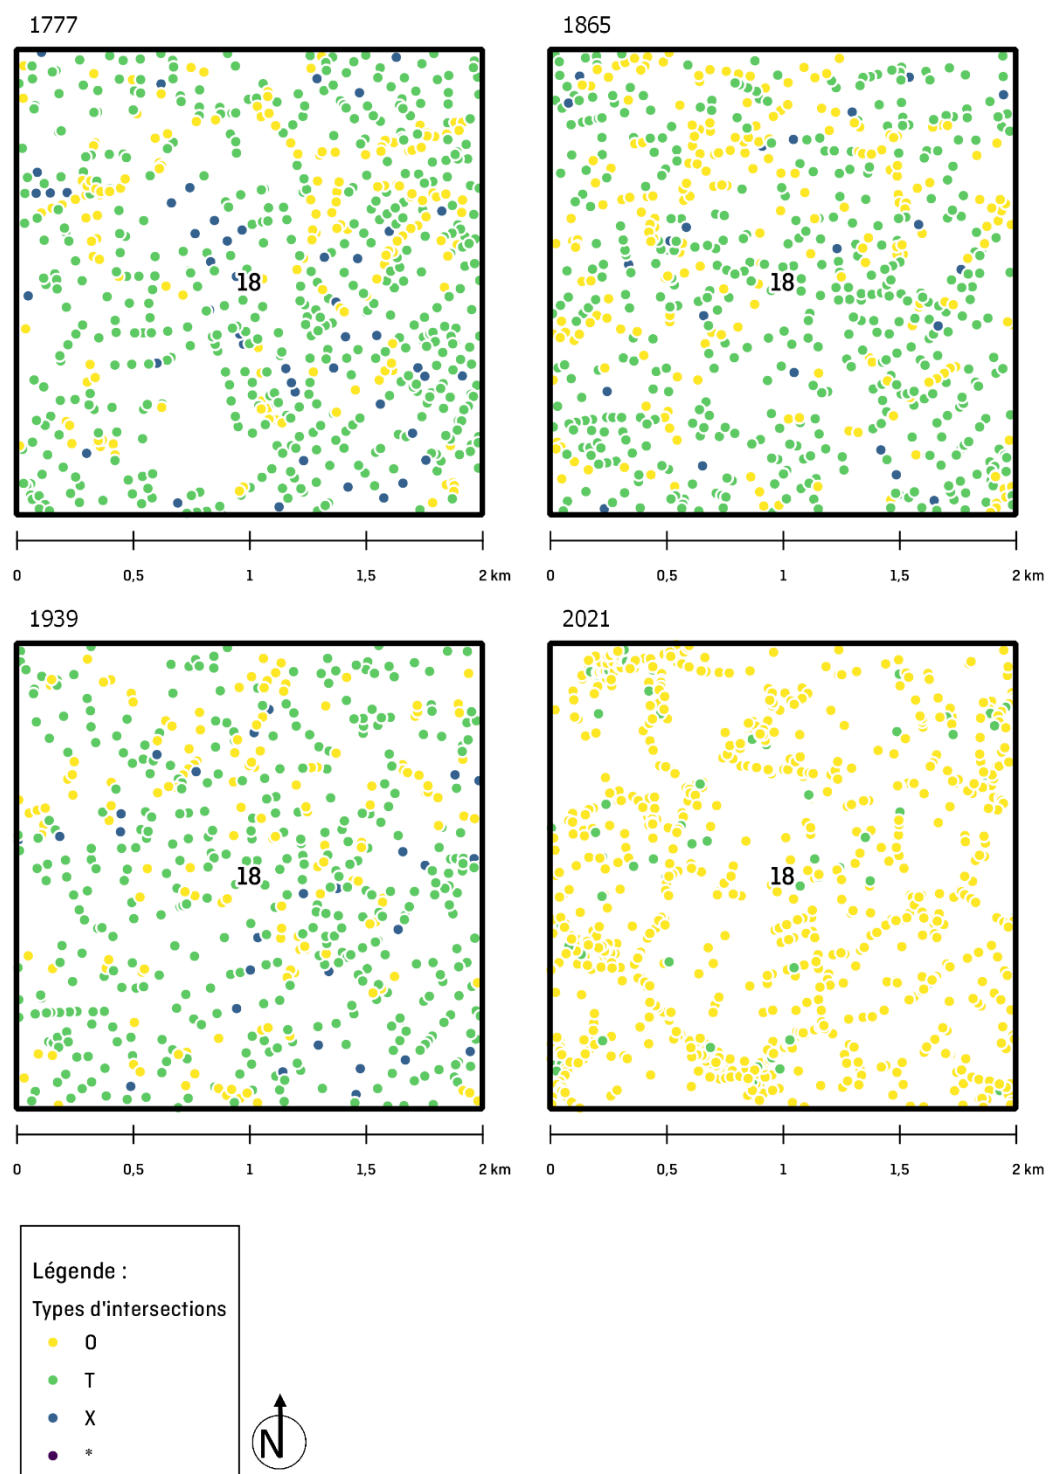 1777
1865
18
18
0 0,5 1 1,5 2 km
0 0,5 1 1,5 2 km
1939
2021
18
18
0 0,5 1 1,5 2 km
0 0,5 1 1,5 2 km
Légende :
Types d'intersections
O
T
X
*
N